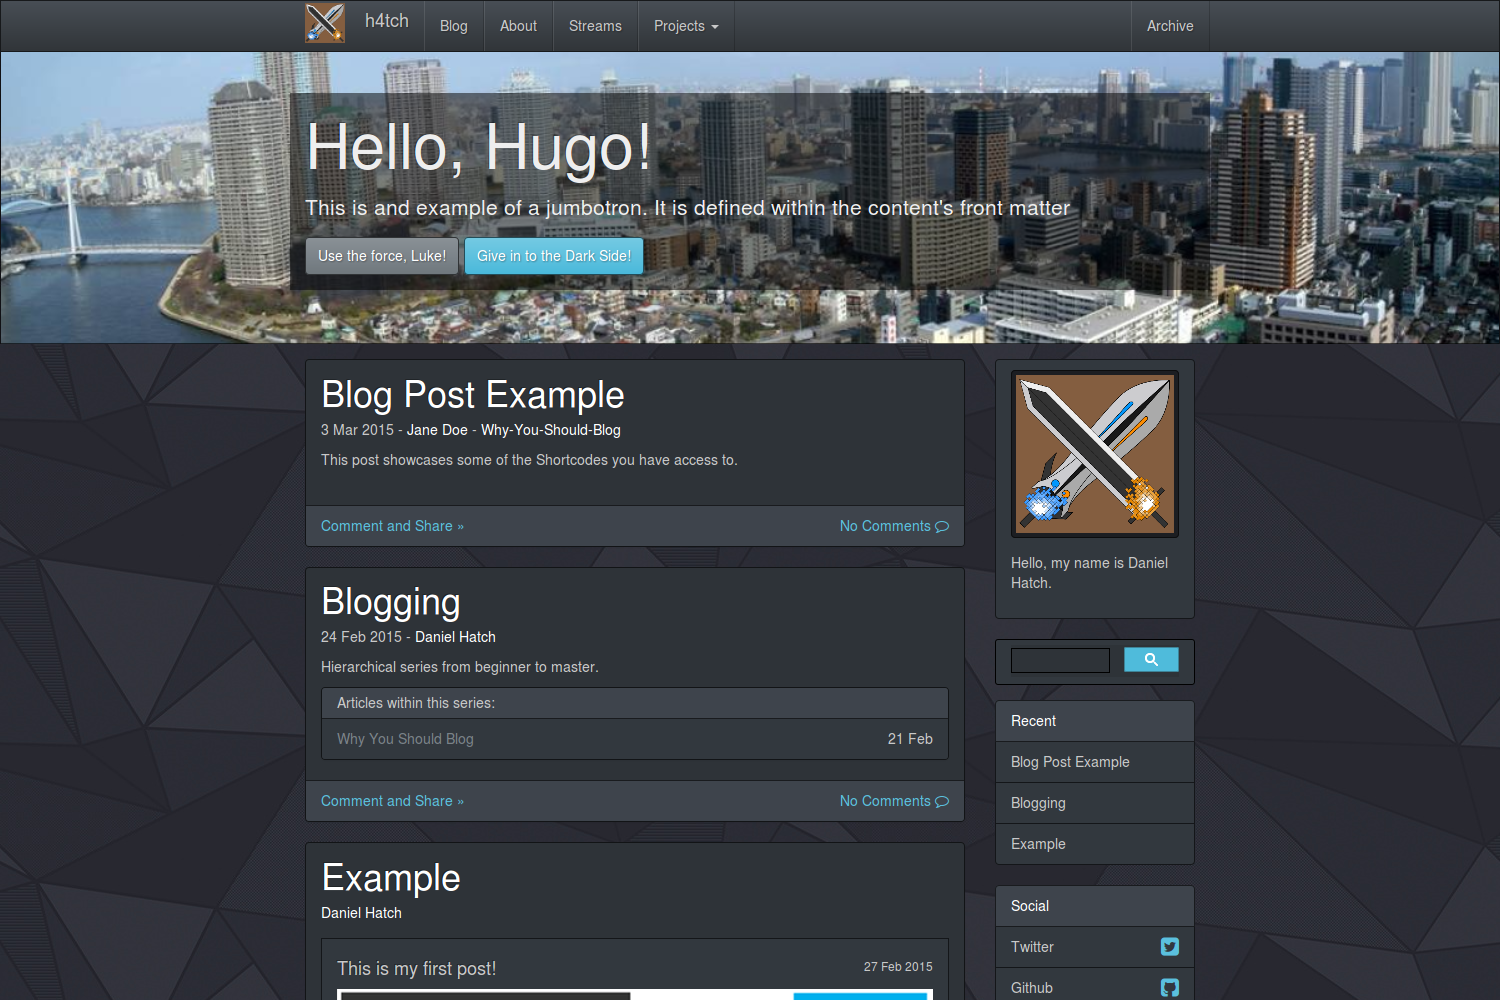 h4tch
Blog
About
Streams
Projects
Archive
Hello, Hugo!
This is and example of a jumbotron. It is defined within the content's front matter
Use the force, Luke!
Give in to the Dark Side!
Blog Post Example
3 Mar 2015 - Jane Doe - Why-You-Should-Blog
This post showcases some of the Shortcodes you have access to.
Comment and Share »
No Comments
Blogging
24 Feb 2015 - Daniel Hatch
Hierarchical series from beginner to master.
Articles within this series:
Why You Should Blog
21 Feb
Comment and Share »
No Comments
Example
Daniel Hatch
This is my first post!
27 Feb 2015
Hello, my name is Daniel
Hatch.
Recent
Blog Post Example
Blogging
Example
Social
Twitter
Github